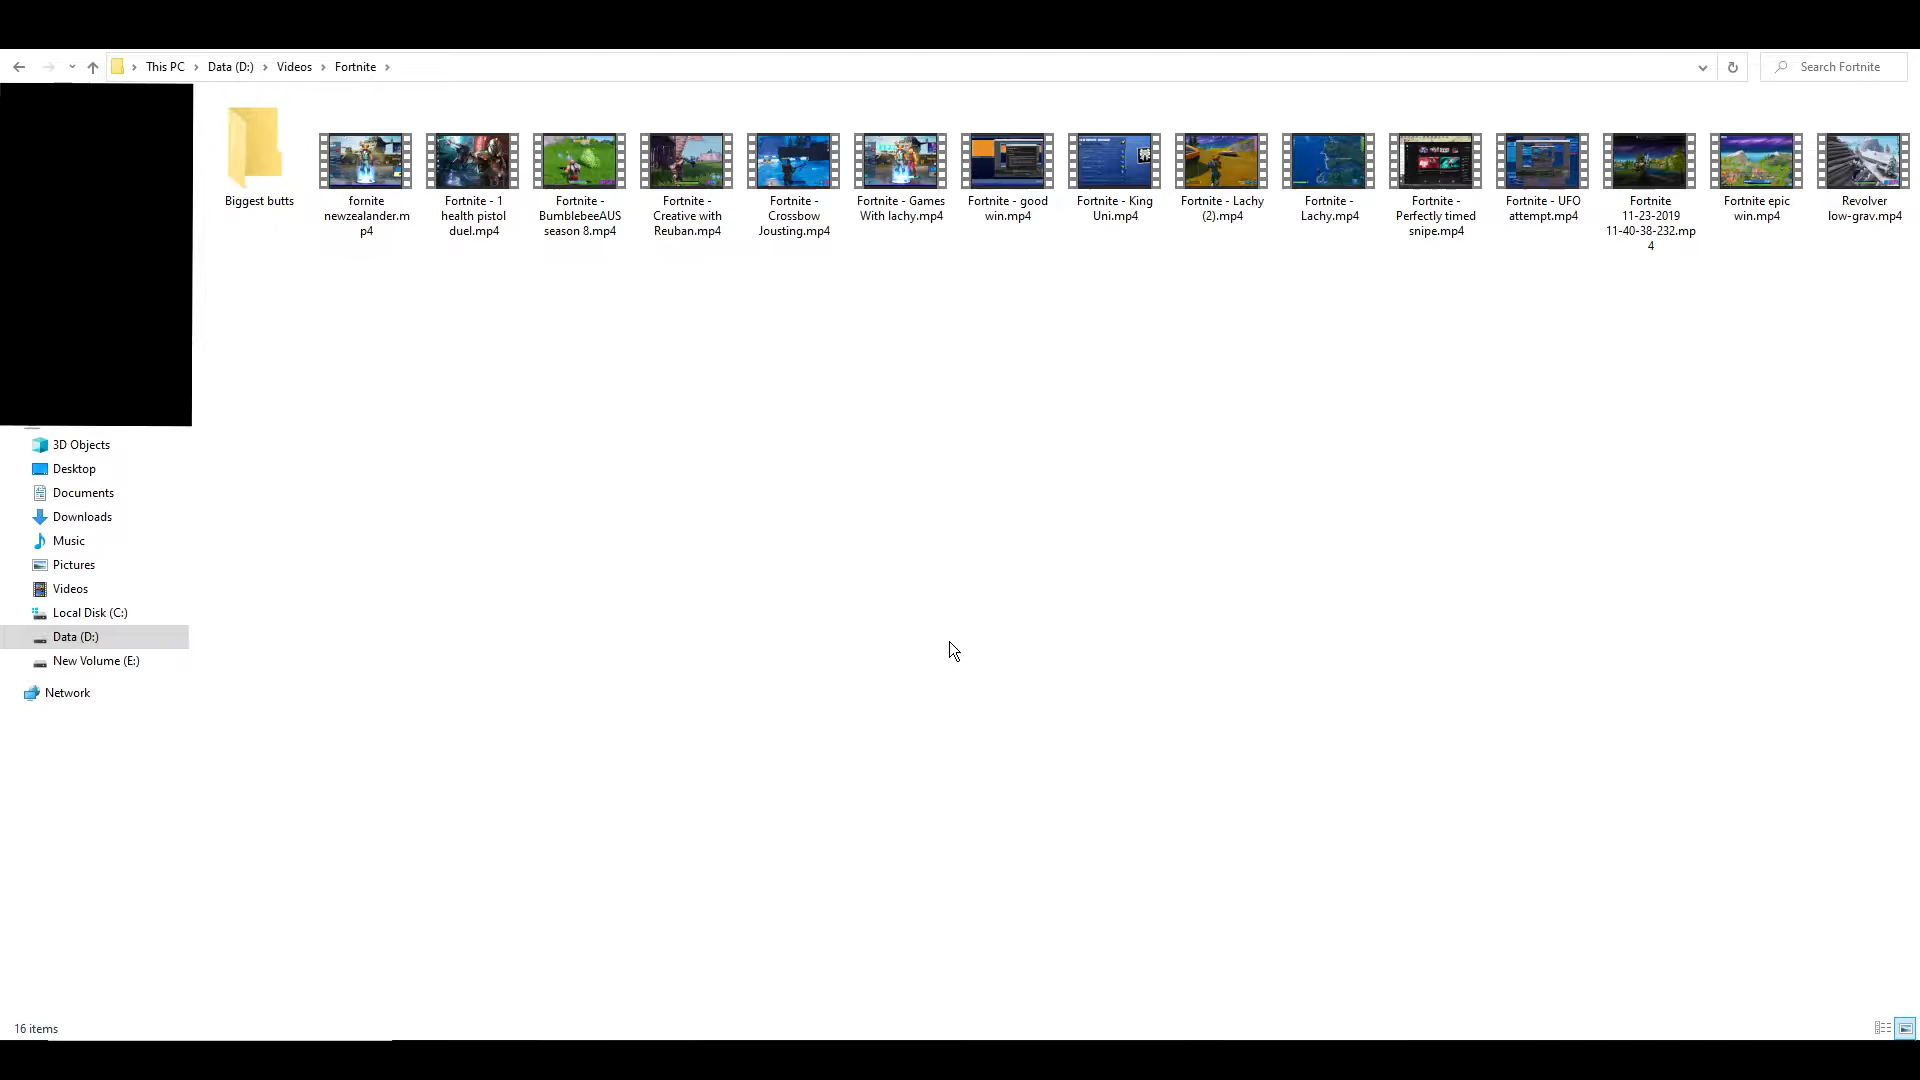 This PC
Data (D:)
Videos
Fortnite
Search Fortnite
Biggest butts
fornite
newzealander.m
p4
Fortnite - 1
health pistol
duel.mp4
Fortnite -
BumblebeeAUS
season 8.mp4
Fortnite -
Creative with
Reuban.mp4
Fortnite -
Crossbow
Jousting.mp4
Fortnite - Games
With lachy.mp4
Fortnite - good
win.mp4
Fortnite - King
Uni.mp4
Fortnite - Lachy
(2).mp4
Fortnite -
Lachy.mp4
Fortnite -
Perfectly timed
snipe.mp4
Fortnite - UFO
attempt.mp4
Fortnite
11-23-2019
11-40-38-232.mp
4
Fortnite epic
win.mp4
Revolver
low-grav.mp4
3D Objects
Desktop
Documents
Downloads
Music
Pictures
Videos
Local Disk (C:)
Data (D:)
New Volume (E:)
Network
16 items